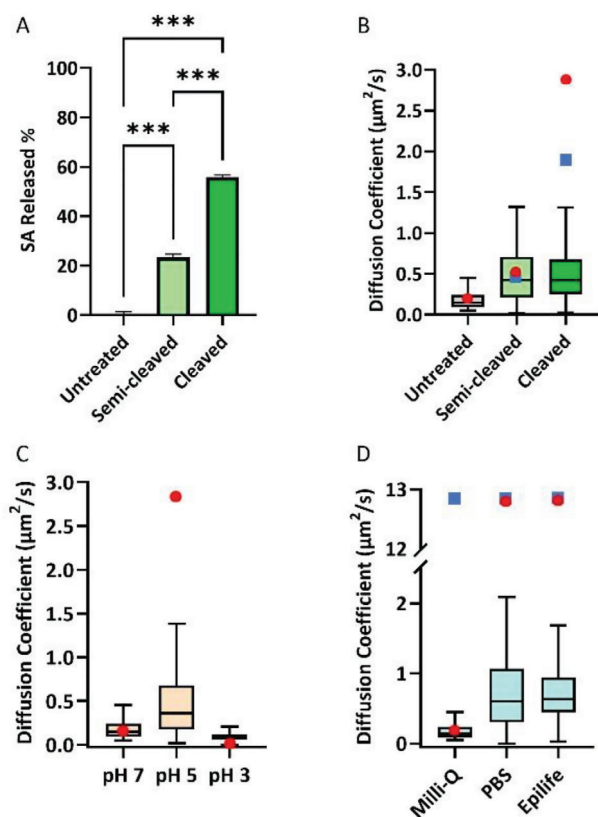 A
SA Released %
100
80
60
40
20
0
***
***
***
Untreated
Semi-cleaved
Cleaved
B
Diffusion Coefficient (μm²/s)
3.0
2.5
2.0
1.5
1.0
0.5
0.0
Untreated
Semi-cleaved
Cleaved
C
Diffusion Coefficient (μm²/s)
3.0
2.5
2.0
1.5
1.0
0.5
0.0
pH 7 pH 5 pH 3
D
Diffusion Coefficient (μm²/s)
13
12
2
1
0
Milli-Q
PBS
Epilife